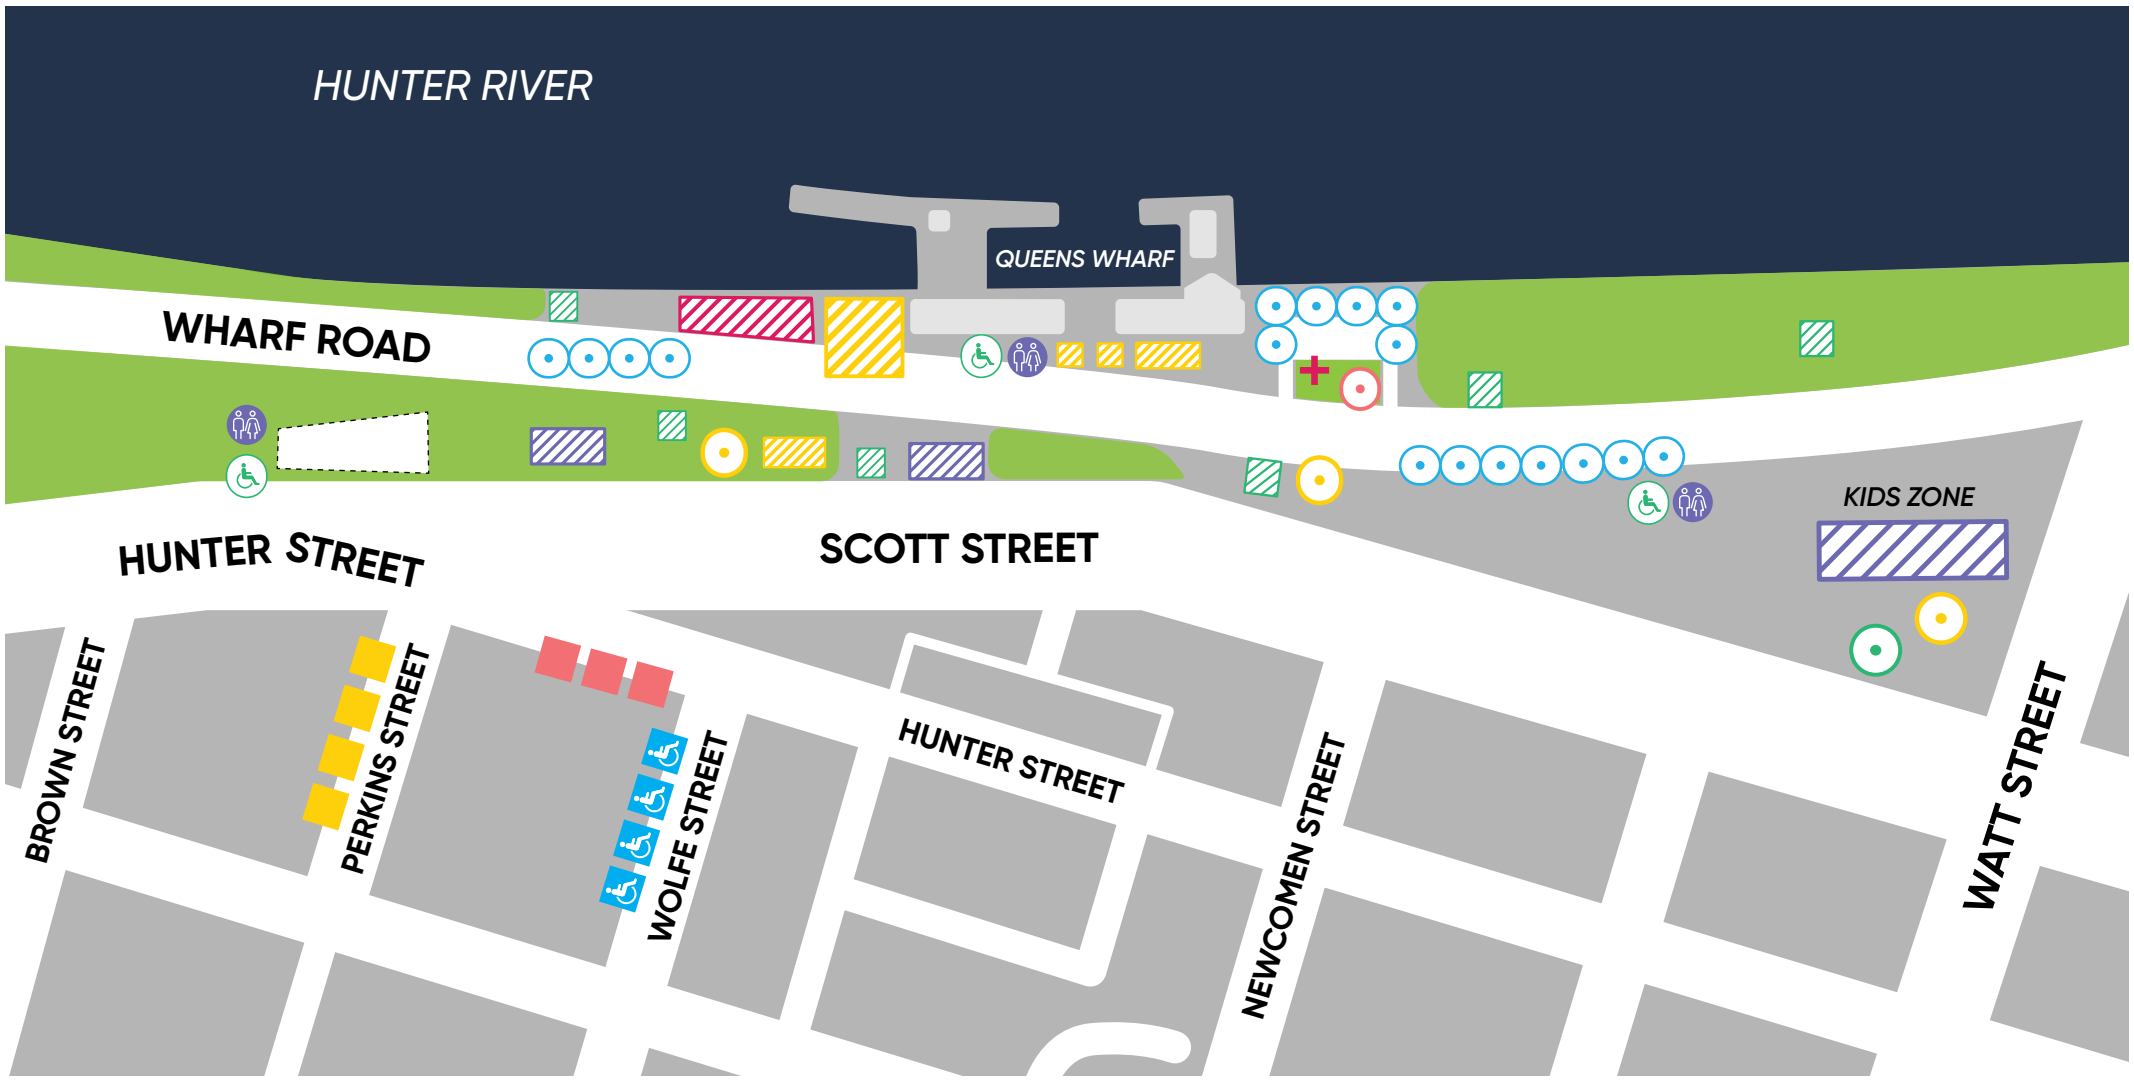 HUNTER RIVER
QUEENS WHARF
WHARF ROAD
KIDS ZONE
HUNTER STREET
SCOTT STREET
BROWN STREET
PERKINS STREET
WOLFE STREET
HUNTER STREET
NEWCOMEN STREET
WATT STREET